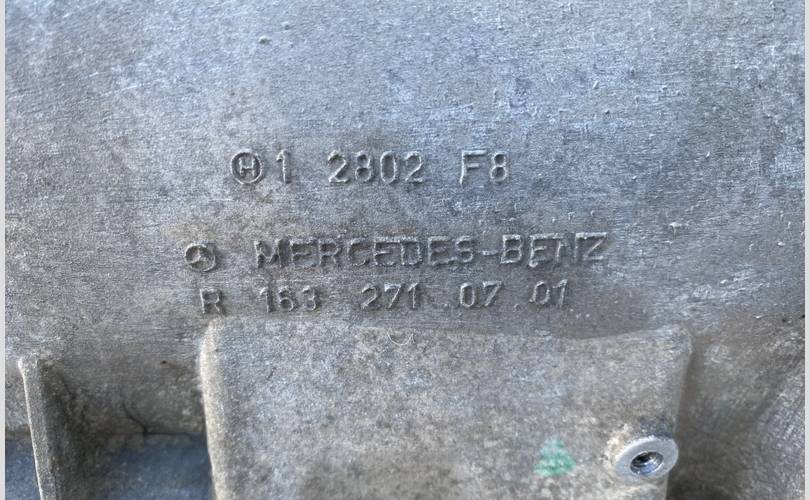 H 1 2802 F8
MERCEDES-BENZ
R 163 271 07 01